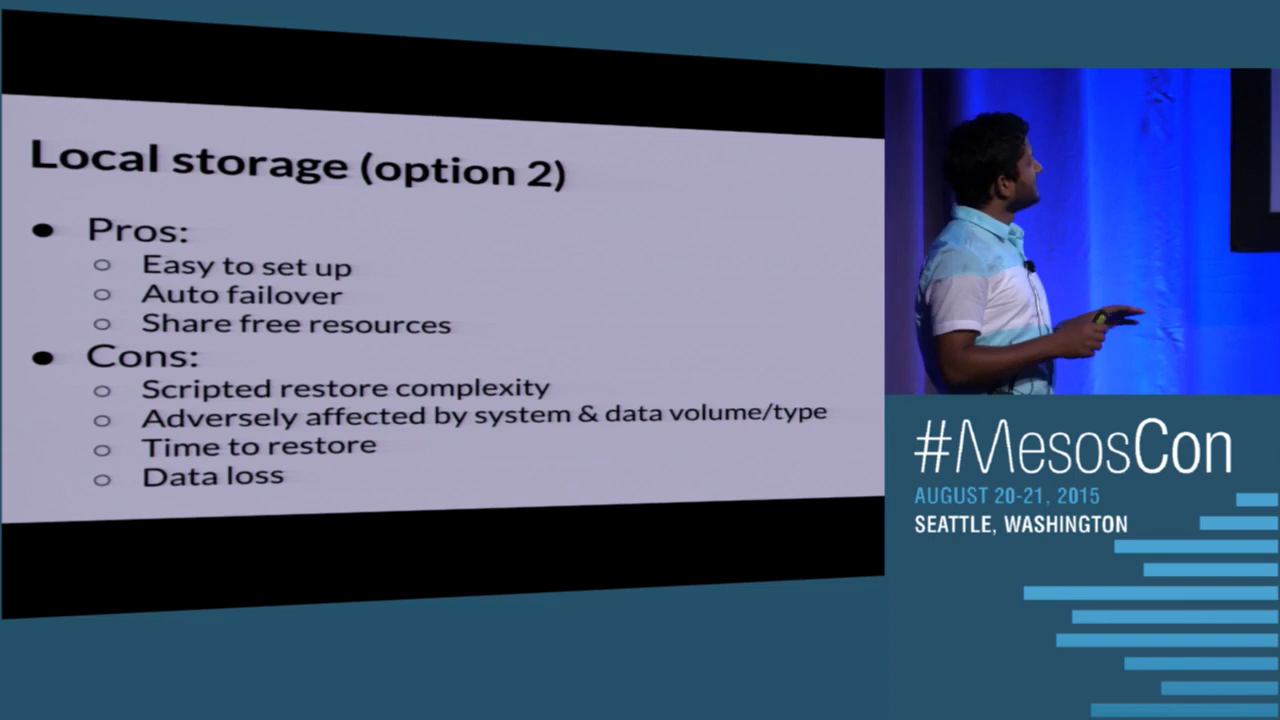 Local storage (option 2)
● Pros:
○ Easy to set up
○ Auto failover
○ Share free resources
● Cons:
○ Scripted restore complexity
○ Adversely affected by system & data volume/type
○ Time to restore
○ Data loss
#MesosCon
AUGUST 20-21, 2015
SEATTLE, WASHINGTON